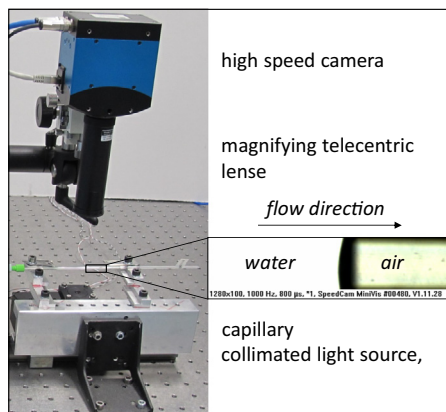 high speed camera
magnifying telecentric
lense
flow direction
water
air
1280x100, 1000 Hz, 800 µs, *1, SpeedCam MiniVis #00480, V1.11.28
capillary
collimated light source,